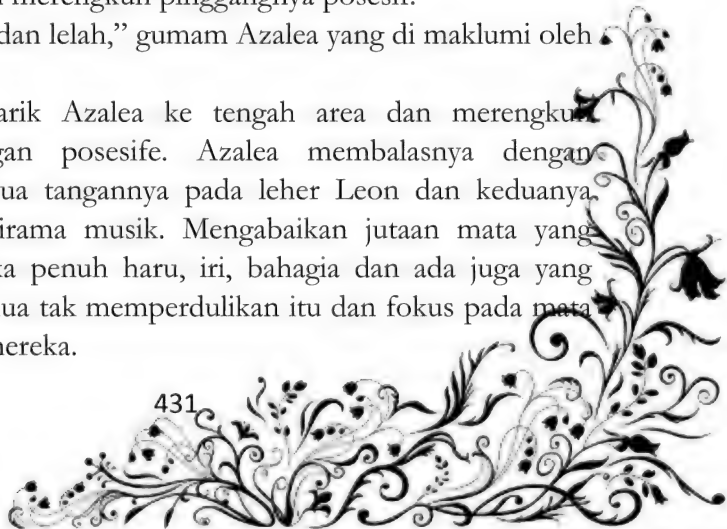 merengkuh pinggangnya posesif.
dan lelah,” gumam Azalea yang di maklumi oleh
arik Azalea ke tengah area dan merengkuh
gan posesife. Azalea membalasnya dengan
ua tangannya pada leher Leon dan keduanya
irama musik. Mengabaikan jutaan mata yang
ka penuh haru, iri, bahagia dan ada juga yang
lua tak memperdulikan itu dan fokus pada mata
mereka.
431